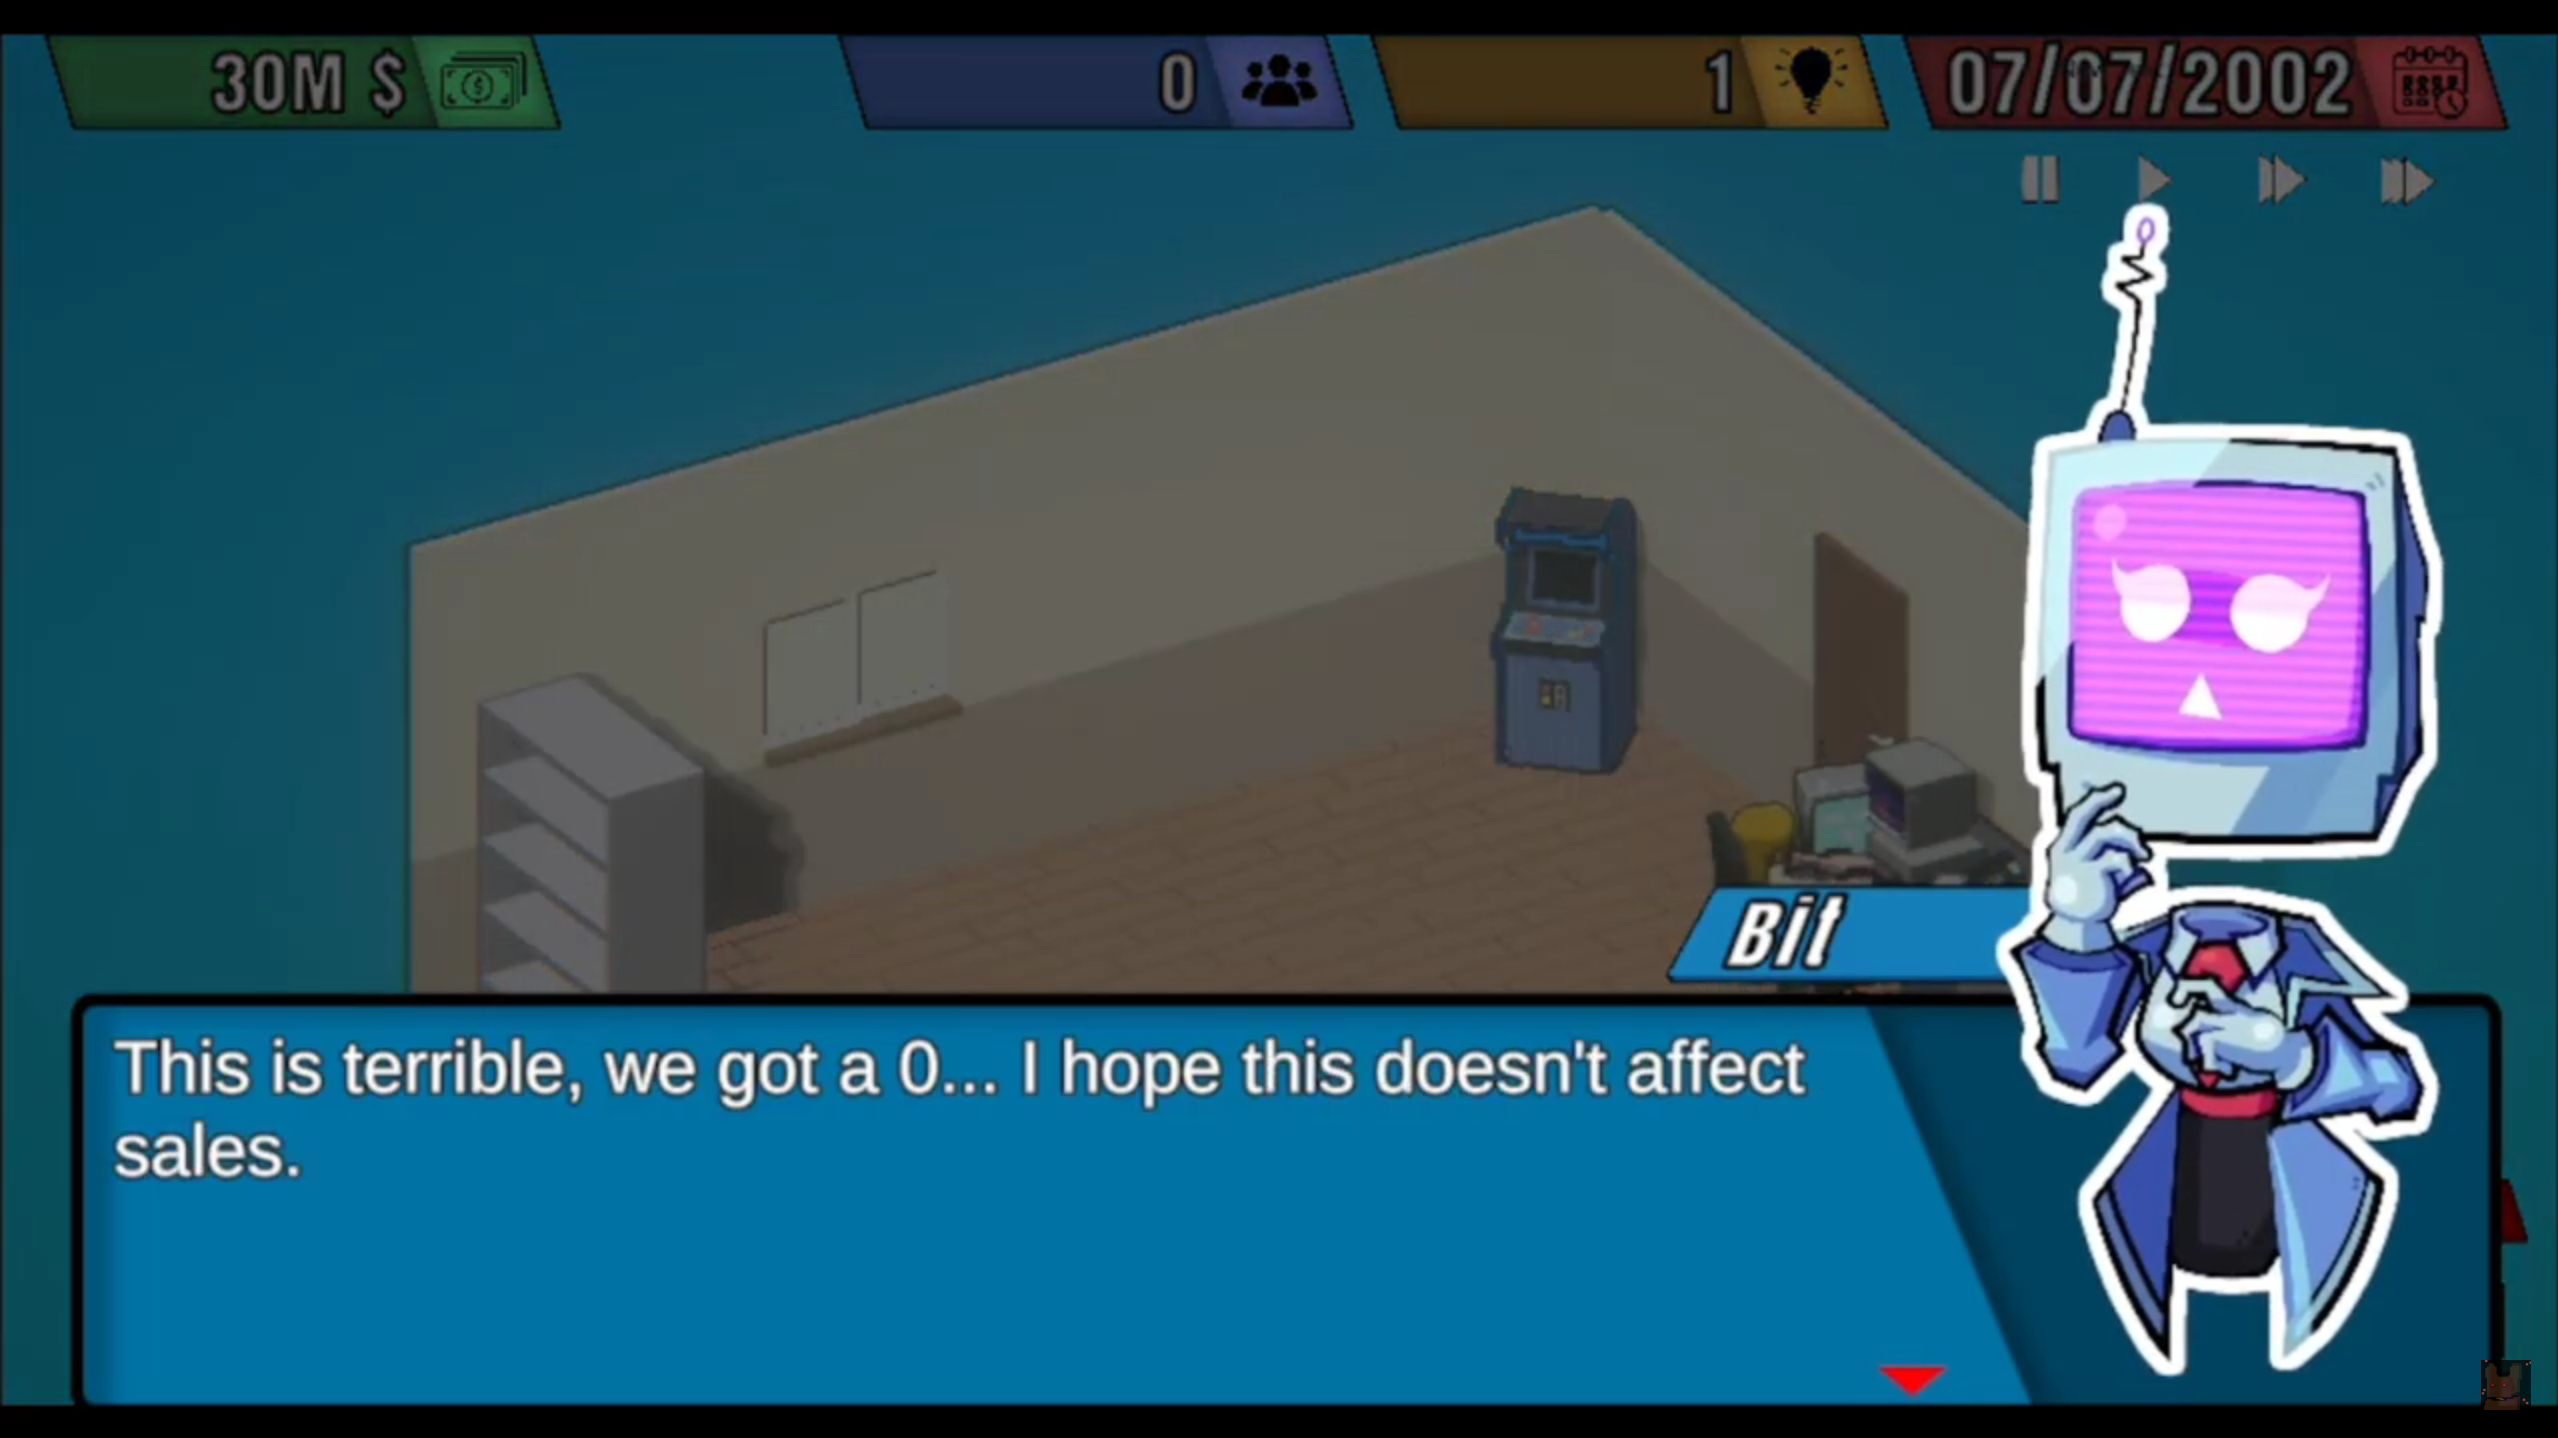 30M $
0
1
07/07/2002
Bit
This is terrible, we got a 0... I hope this doesn't affect
sales.